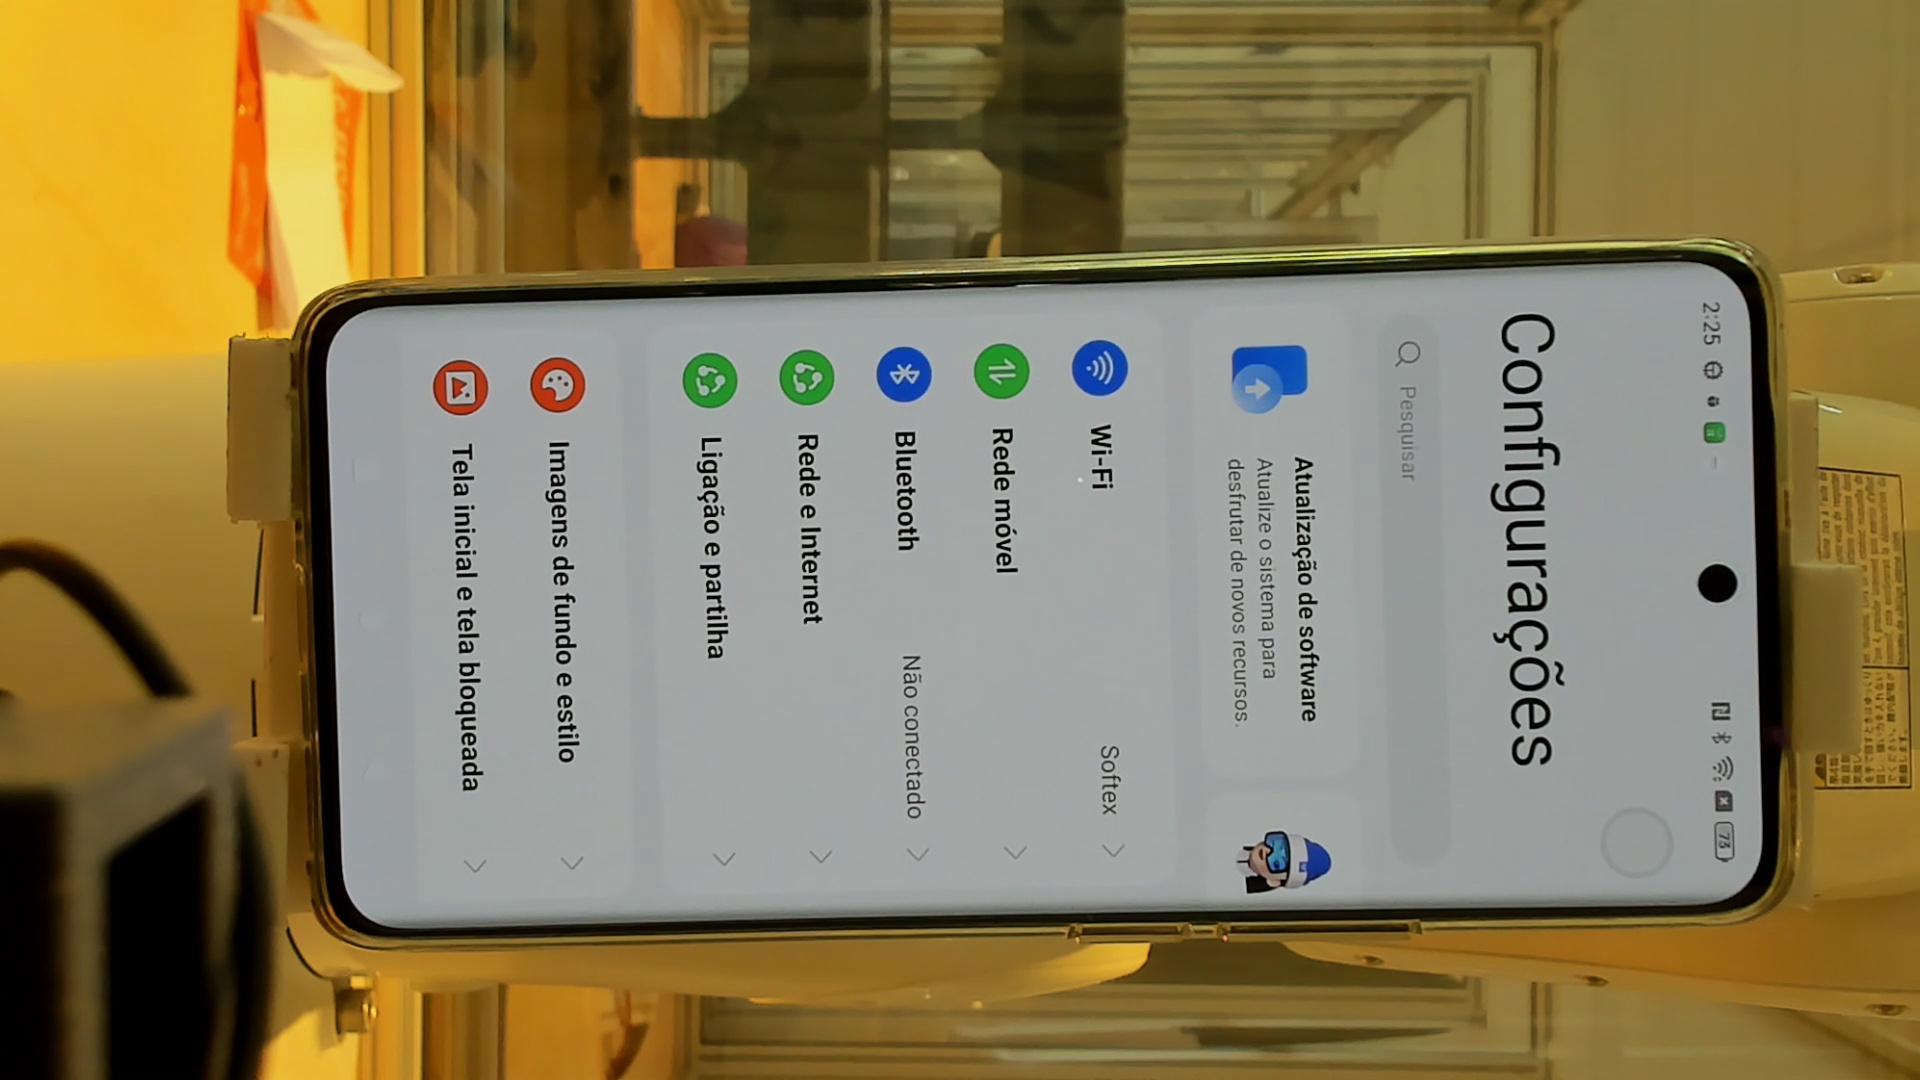 2:25
73
Configurações
Pesquisar
Atualização de software
Atualize o sistema para
desfrutar de novos recursos.
Wi-Fi Softex
Rede móvel
Bluetooth Não conectado
Rede e Internet
Ligação e partilha
Imagens de fundo e estilo
Tela inicial e tela bloqueada